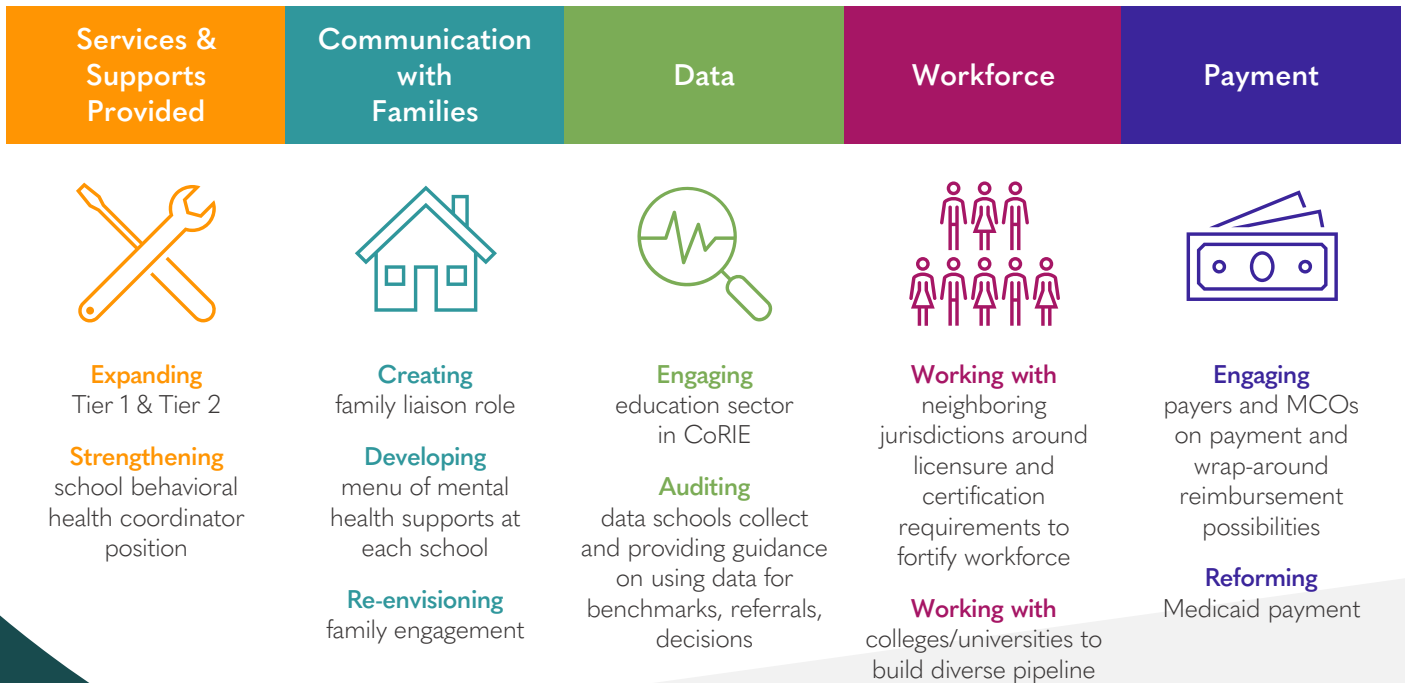 Services &
Supports
Provided
Communication
with
Families
Data
Workforce
Payment
Expanding
Tier 1 & Tier 2
Strengthening
school behavioral
health coordinator
position
Creating
family liaison role
Developing
menu of mental
health supports at
each school
Re-envisioning
family engagement
Engaging
education sector
in CoRIE
Auditing
data schools collect
and providing guidance
on using data for
benchmarks, referrals,
decisions
Working with
neighboring
jurisdictions around
licensure and
certification
requirements to
fortify workforce
Working with
colleges/universities to
build diverse pipeline
Engaging
payers and MCOs
on payment and
wrap-around
reimbursement
possibilities
Reforming
Medicaid payment